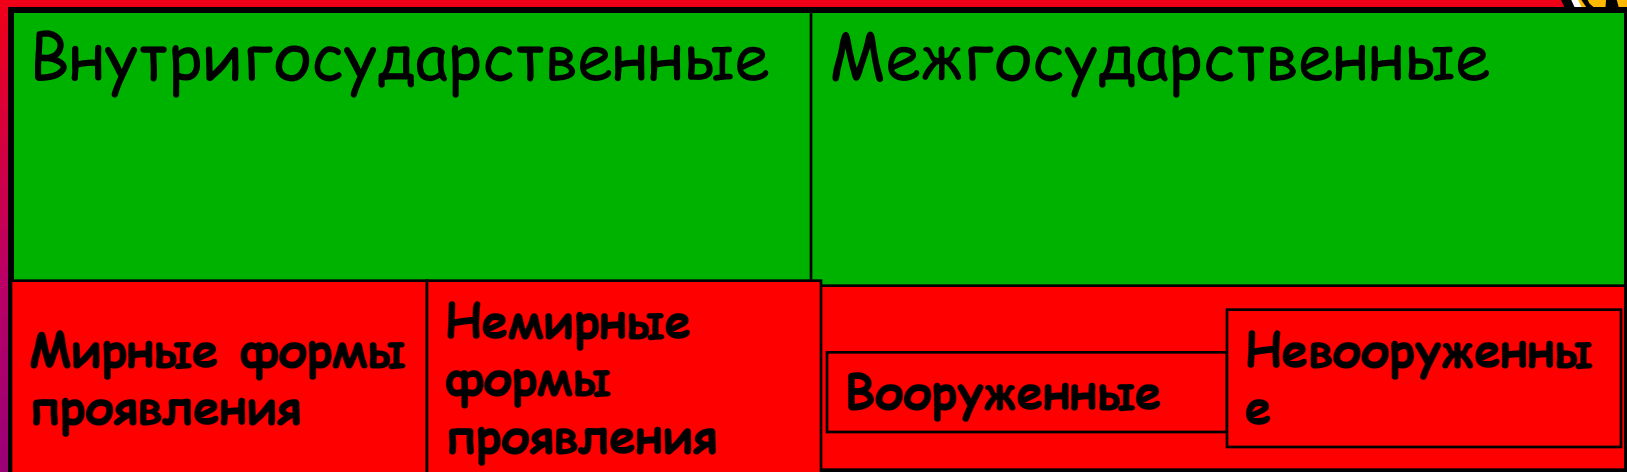 Внутригосударственные
Межгосударственные
Мирные формы
проявления
Немирные
формы
проявления
Вооруженные
Невооруженны
е